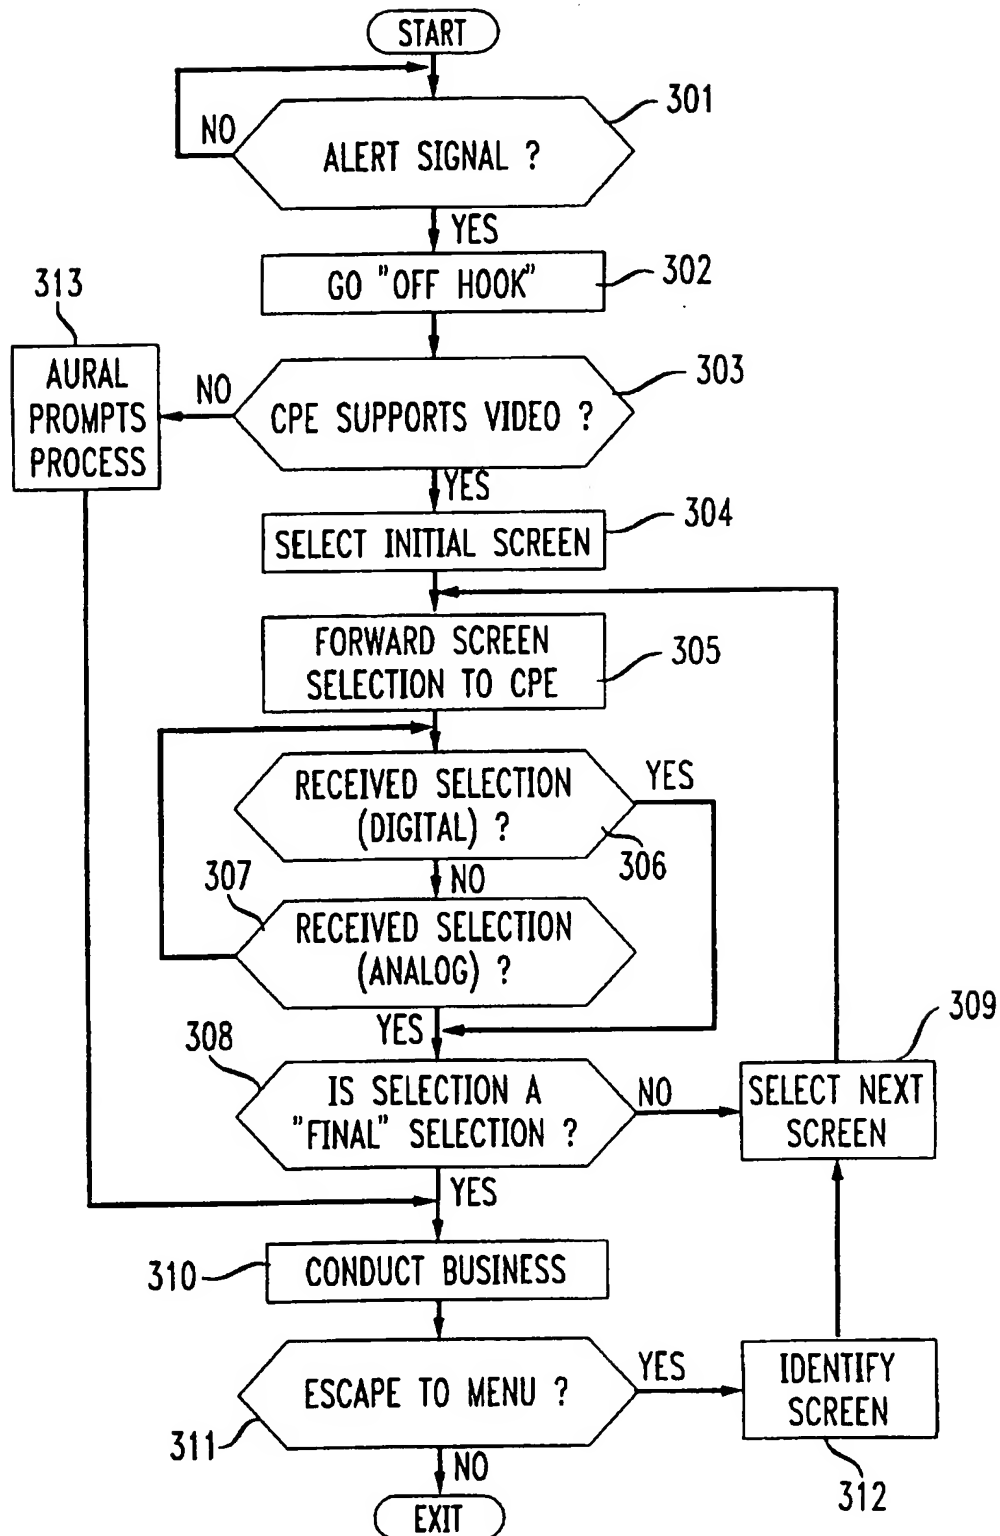 START
301
NO
ALERT SIGNAL ?
YES
GO "OFF HOOK"
302
313
AURAL
PROMPTS
PROCESS
NO
303
CPE SUPPORTS VIDEO ?
YES
304
SELECT INITIAL SCREEN
FORWARD SCREEN
SELECTION TO CPE
305
RECEIVED SELECTION
(DIGITAL) ?
YES
306
NO
307
RECEIVED SELECTION
(ANALOG) ?
YES
308
IS SELECTION A
"FINAL" SELECTION ?
NO
309
SELECT NEXT
SCREEN
YES
310
CONDUCT BUSINESS
ESCAPE TO MENU ?
YES
311
IDENTIFY
SCREEN
312
NO
EXIT